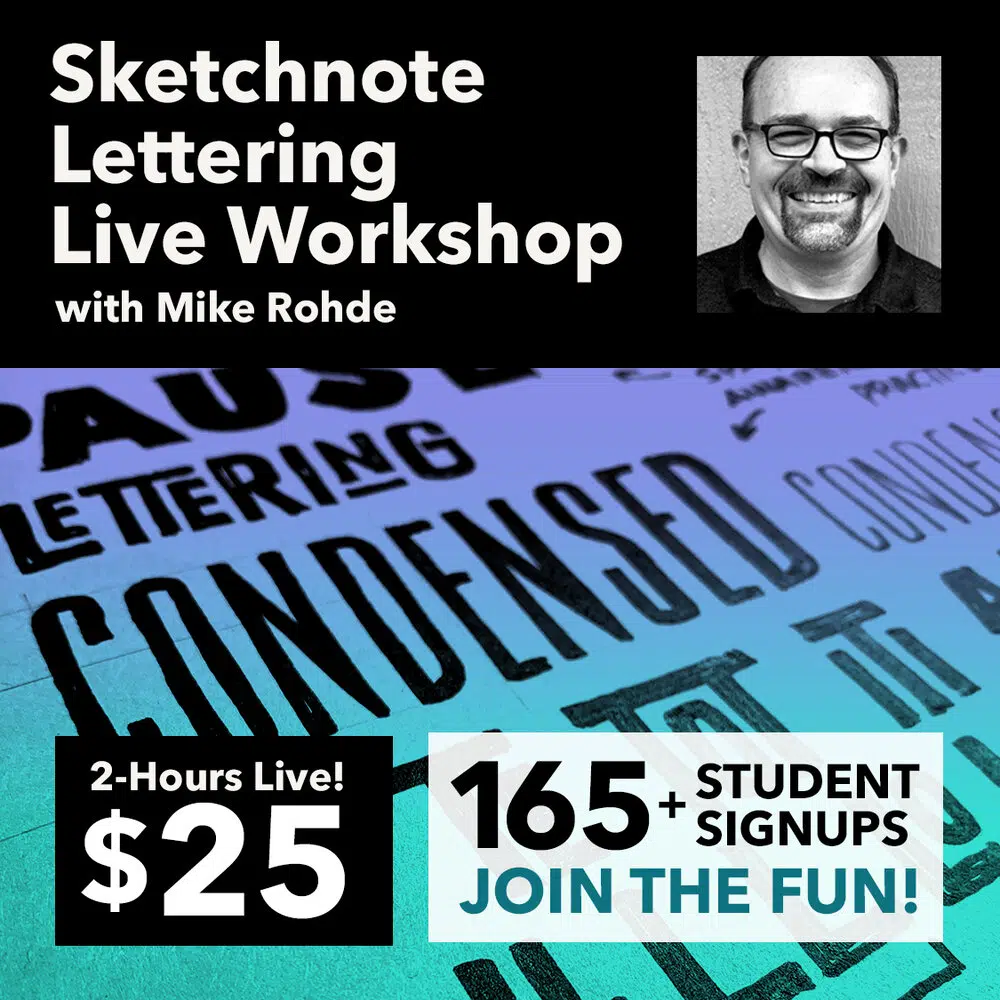 Sketchnote
Lettering
Live Workshop
with Mike Rohde
PAUSE
LETTERING
CONDENSED
2-Hours Live!
$25
165+ STUDENT
SIGNUPS
JOIN THE FUN!